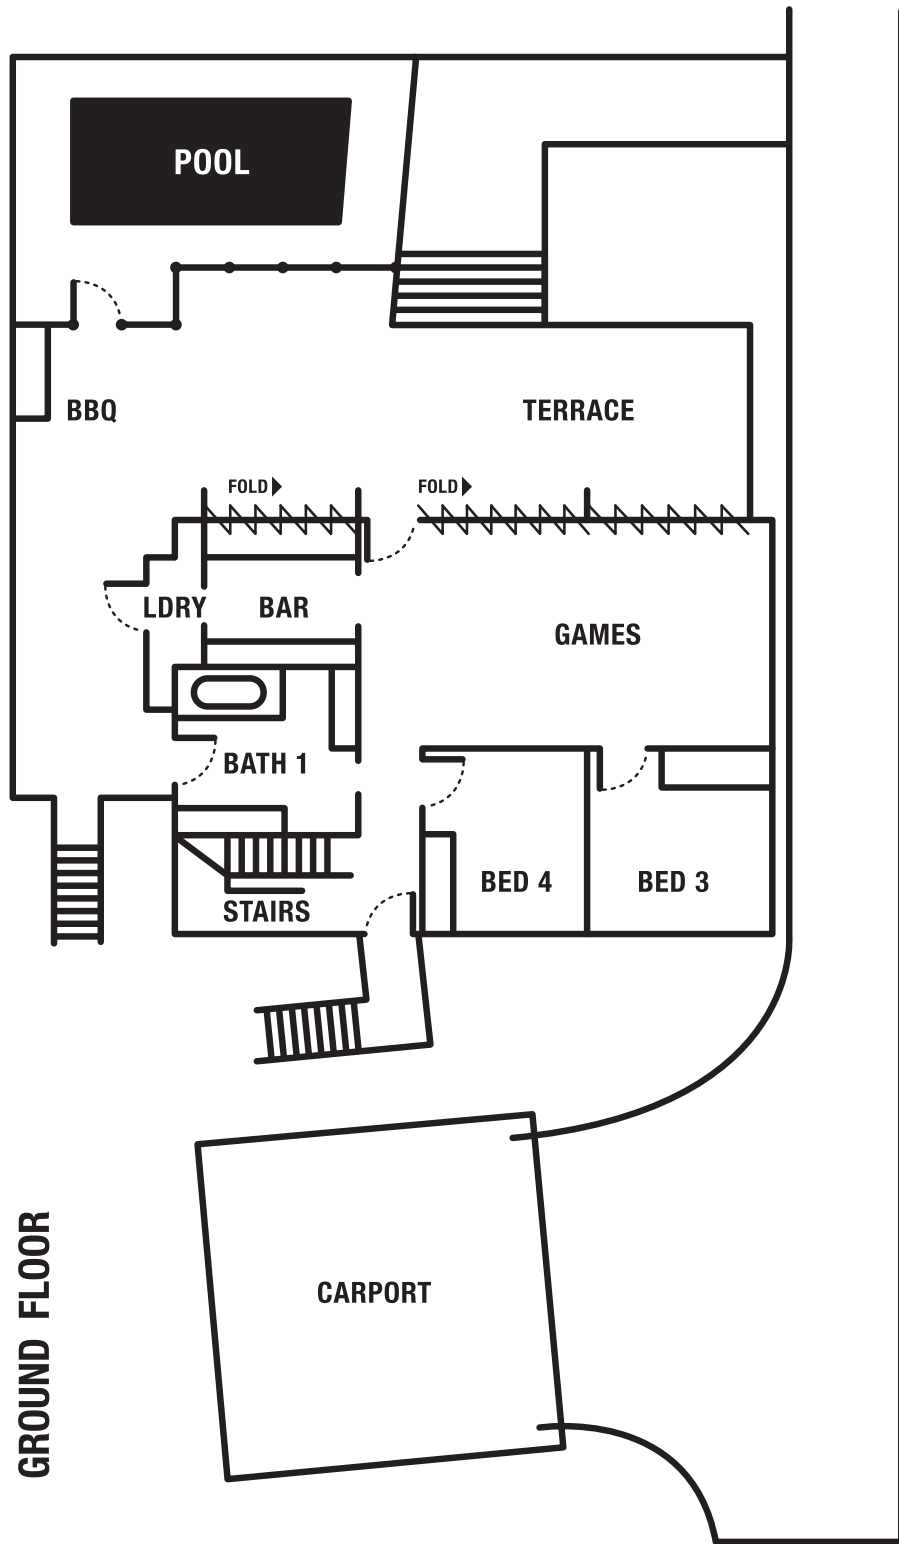 POOL
BBQ
TERRACE
FOLD
FOLD
LDRY
BAR
GAMES
BATH 1
BED 4
BED 3
STAIRS
CARPORT
GROUND FLOOR